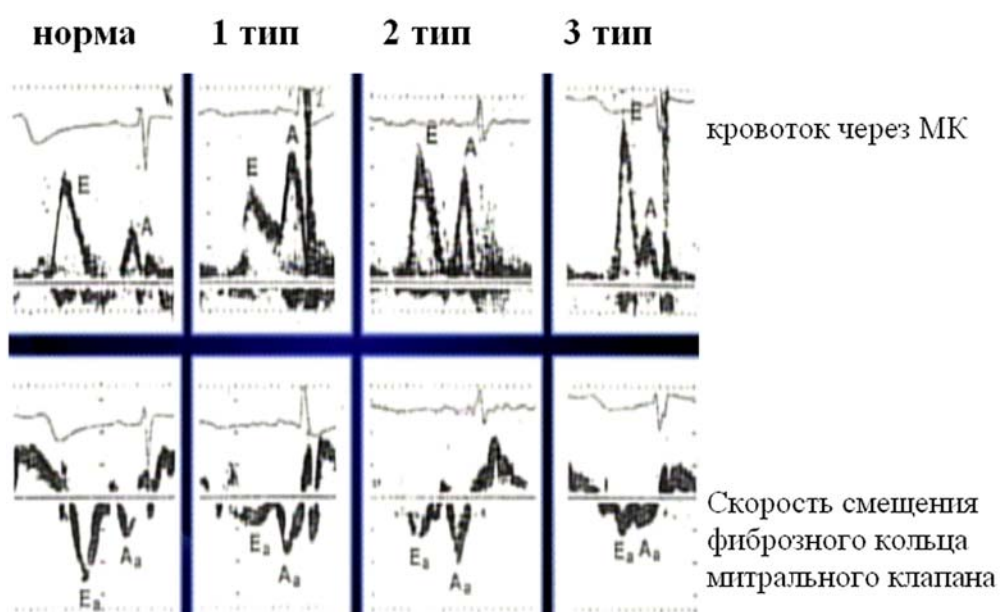 норма 1 тип 2 тип 3 тип
E A
E A
E A
E A
кровоток через МК
Ea Aa
Ea Aa
Ea Aa
Ea Aa
Скорость смещения
фиброзного кольца
митрального клапана